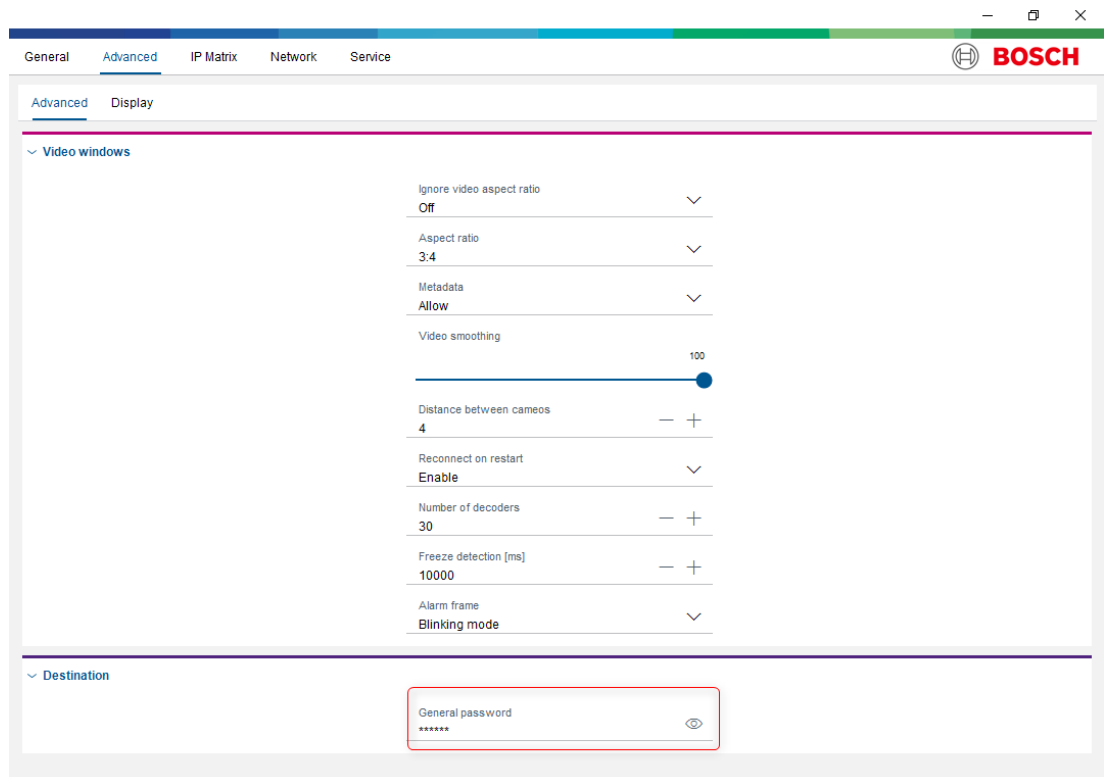 General Advanced IP Matrix Network Service BOSCH
Advanced Display
Video windows
Ignore video aspect ratio
Off
Aspect ratio
3:4
Metadata
Allow
Video smoothing
100
Distance between cameos
4
Reconnect on restart
Enable
Number of decoders
30
Freeze detection [ms]
10000
Alarm frame
Blinking mode
Destination
General password
******